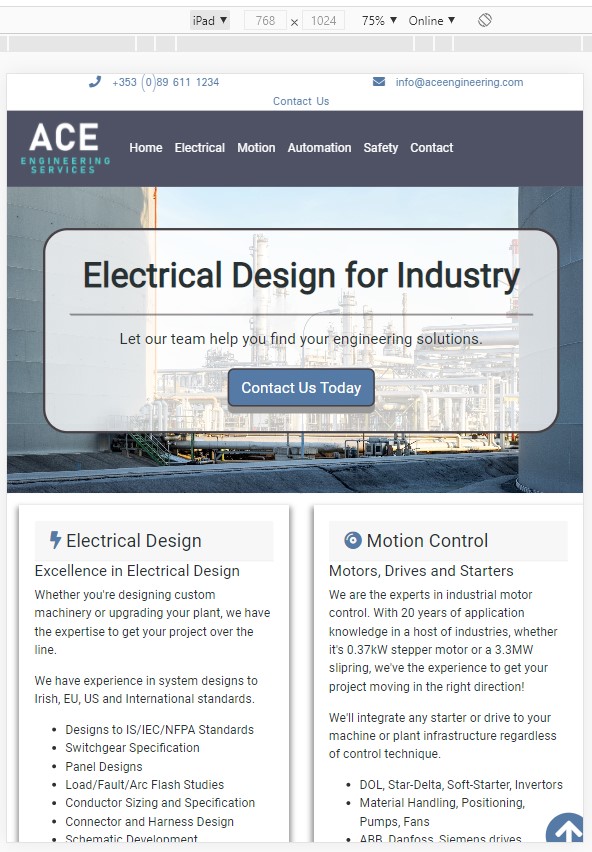 iPad ▼ 768 × 1024 75% ▼ Online ▼
+353 (0)89 611 1234 info@aceengineering.com
Contact Us
ACE
ENGINEERING
SERVICES
Home Electrical Motion Automation Safety Contact
Electrical Design for Industry
Let our team help you find your engineering solutions.
Contact Us Today
Electrical Design
Excellence in Electrical Design
Whether you're designing custom
machinery or upgrading your plant, we have
the expertise to get your project over the
line.
We have experience in system designs to
Irish, EU, US and International standards.
• Designs to IS/IEC/NFPA Standards
• Switchgear Specification
• Panel Designs
• Load/Fault/Arc Flash Studies
• Conductor Sizing and Specification
• Connector and Harness Design
• Schematic Development
Motion Control
Motors, Drives and Starters
We are the experts in industrial motor
control. With 20 years of application
knowledge in a host of industries, whether
it's 0.37kW stepper motor or a 3.3MW
slipring, we've the experience to get your
project moving in the right direction!
We'll integrate any starter or drive to your
machine or plant infrastructure regardless
of control technique.
• DOL, Star-Delta, Soft-Starter, Invertors
• Material Handling, Positioning,
Pumps, Fans
• ABB, Danfoss, Siemens drives